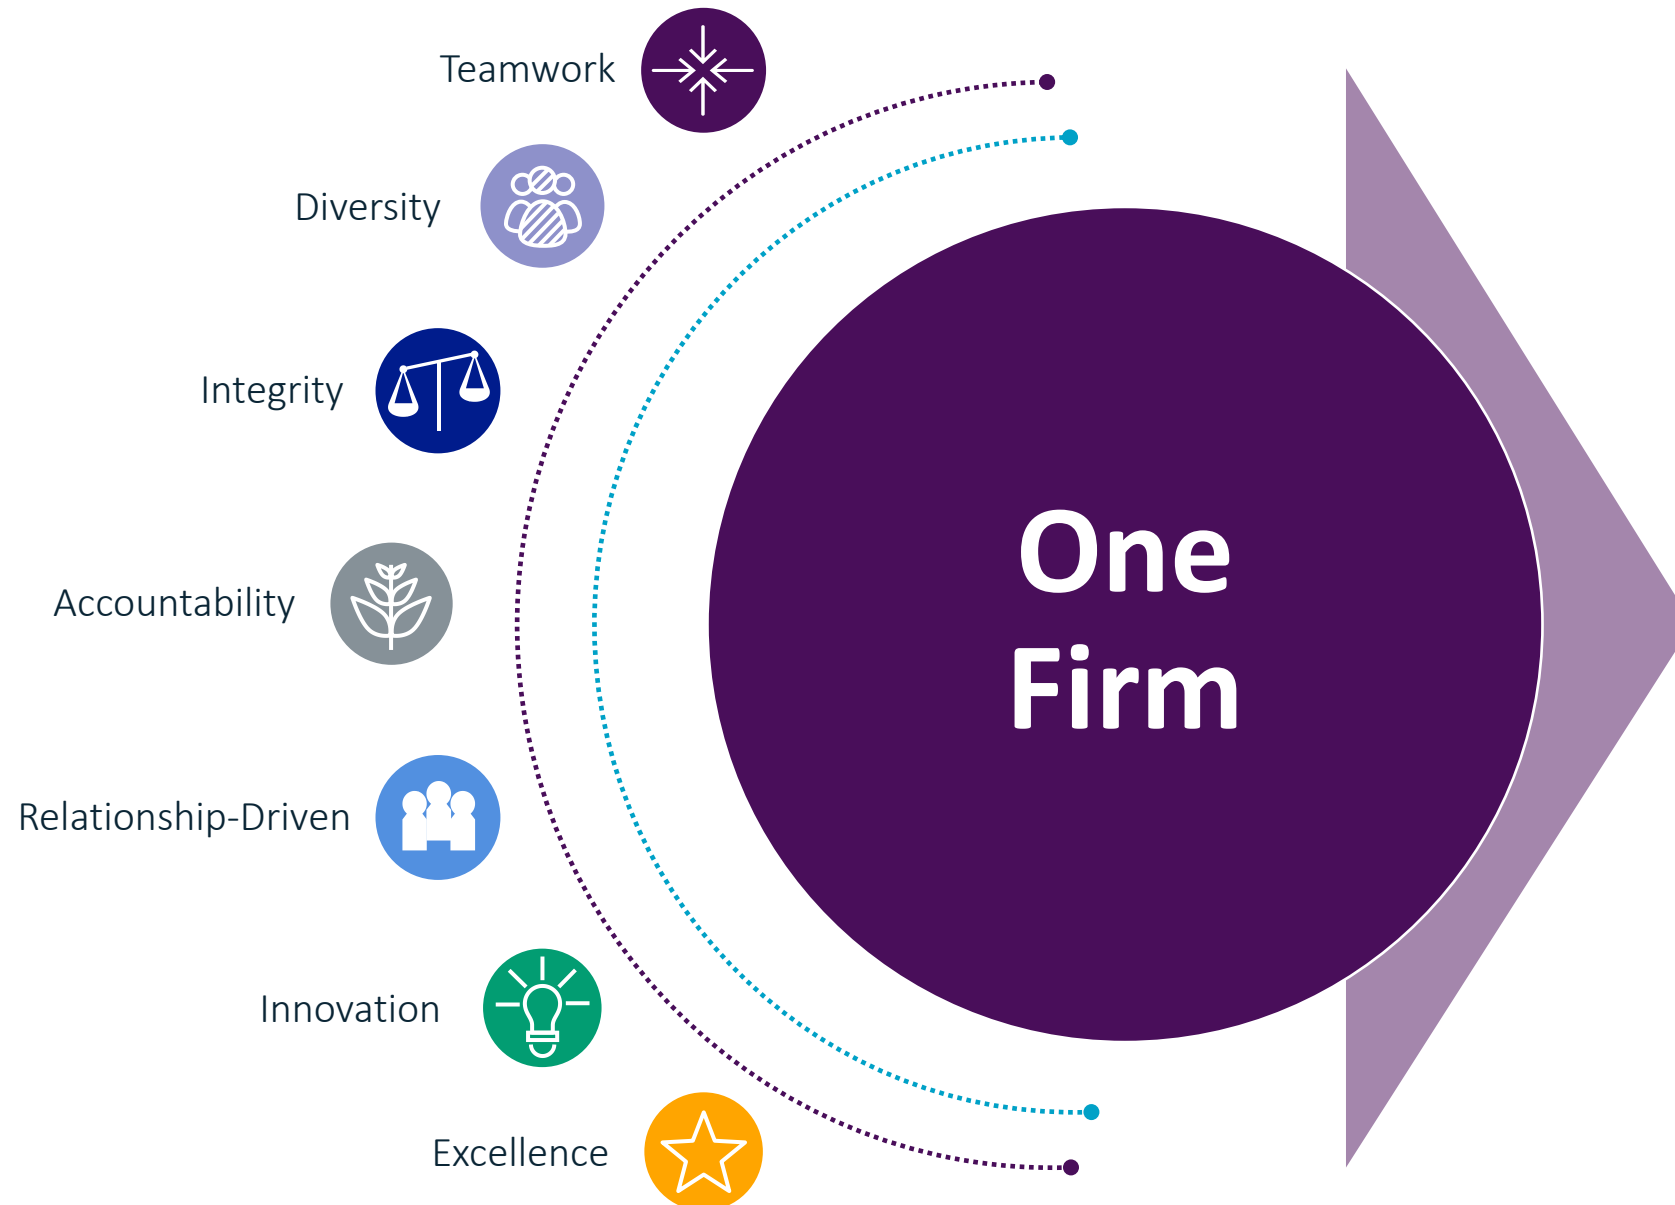 Teamwork
Diversity
Integrity
Accountability
Relationship-Driven
Innovation
Excellence
One
Firm